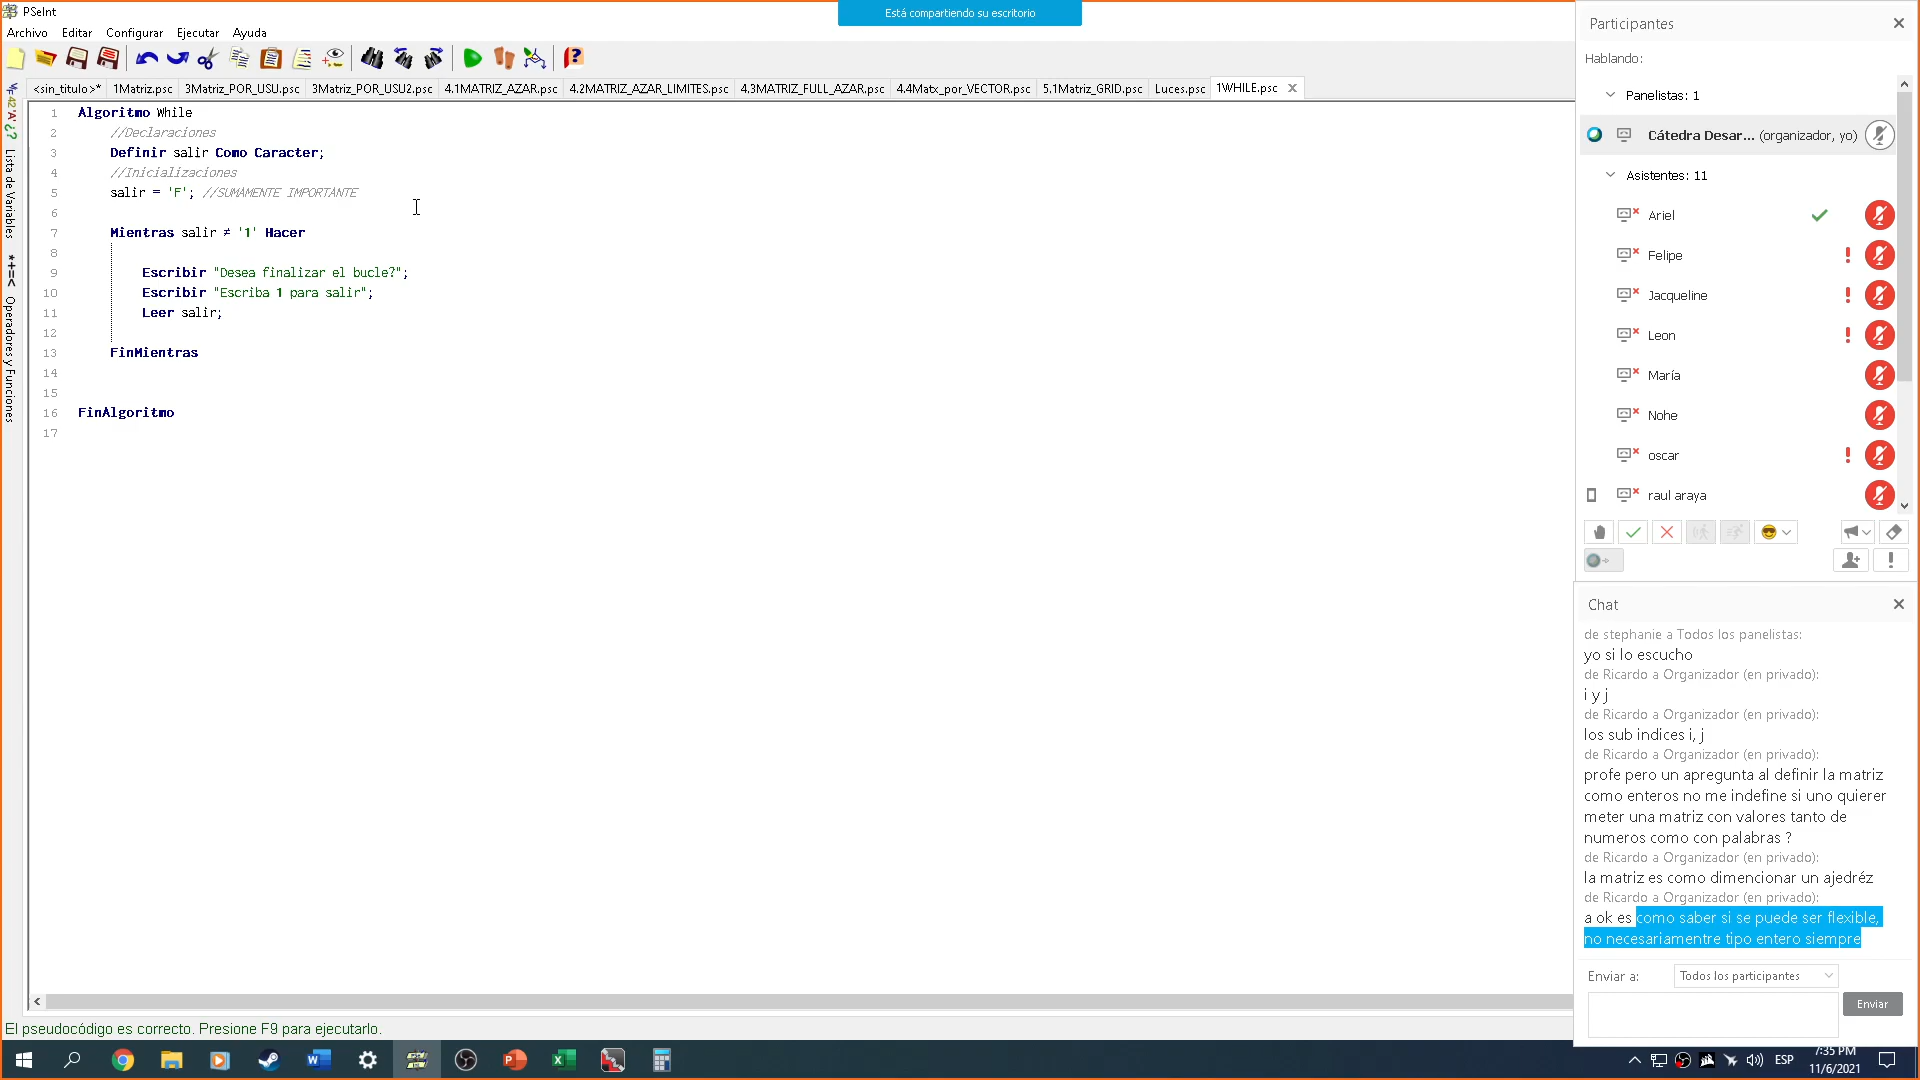 PSeInt
Está compartiendo su escritorio
Archivo Editar Configurar Ejecutar Ayuda
<sin_titulo>* 1Matriz.psc 3Matriz_POR_USU.psc 3Matriz_POR_USU2.psc 4.1MATRIZ_AZAR.psc 4.2MATRIZ_AZAR_LIMITES.psc 4.3MATRIZ_FULL_AZAR.psc 4.4Matx_por_VECTOR.psc 5.1Matriz_GRID.psc Luces.psc 1WHILE.psc
Lista de Variables
*+=< Operadores y Funciones
1 Algoritmo While
2 //Declaraciones
3 Definir salir Como Caracter;
4 //Inicializaciones
5 salir = 'F'; //SUMAMENTE IMPORTANTE
6
7 Mientras salir ≠ '1' Hacer
8
9 Escribir "Desea finalizar el bucle?";
10 Escribir "Escriba 1 para salir";
11 Leer salir;
12
13 FinMientras
14
15
16 FinAlgoritmo
17
El pseudocódigo es correcto. Presione F9 para ejecutarlo.
Participantes
Hablando:
Panelistas: 1
Cátedra Desar... (organizador, yo)
Asistentes: 11
Ariel
Felipe
Jacqueline
Leon
María
Nohe
oscar
raul araya
Chat
de stephanie a Todos los panelistas:
yo si lo escucho
de Ricardo a Organizador (en privado):
i y j
de Ricardo a Organizador (en privado):
los sub indices i, j
de Ricardo a Organizador (en privado):
profe pero un apregunta al definir la matriz
como enteros no me indefine si uno quierer
meter una matriz con valores tanto de
numeros como con palabras ?
de Ricardo a Organizador (en privado):
la matriz es como dimencionar un ajedréz
de Ricardo a Organizador (en privado):
a ok es como saber si se puede ser flexible,
no necesariamentre tipo entero siempre
Enviar a: Todos los participantes
Enviar
ESP
7:35 PM
11/6/2021